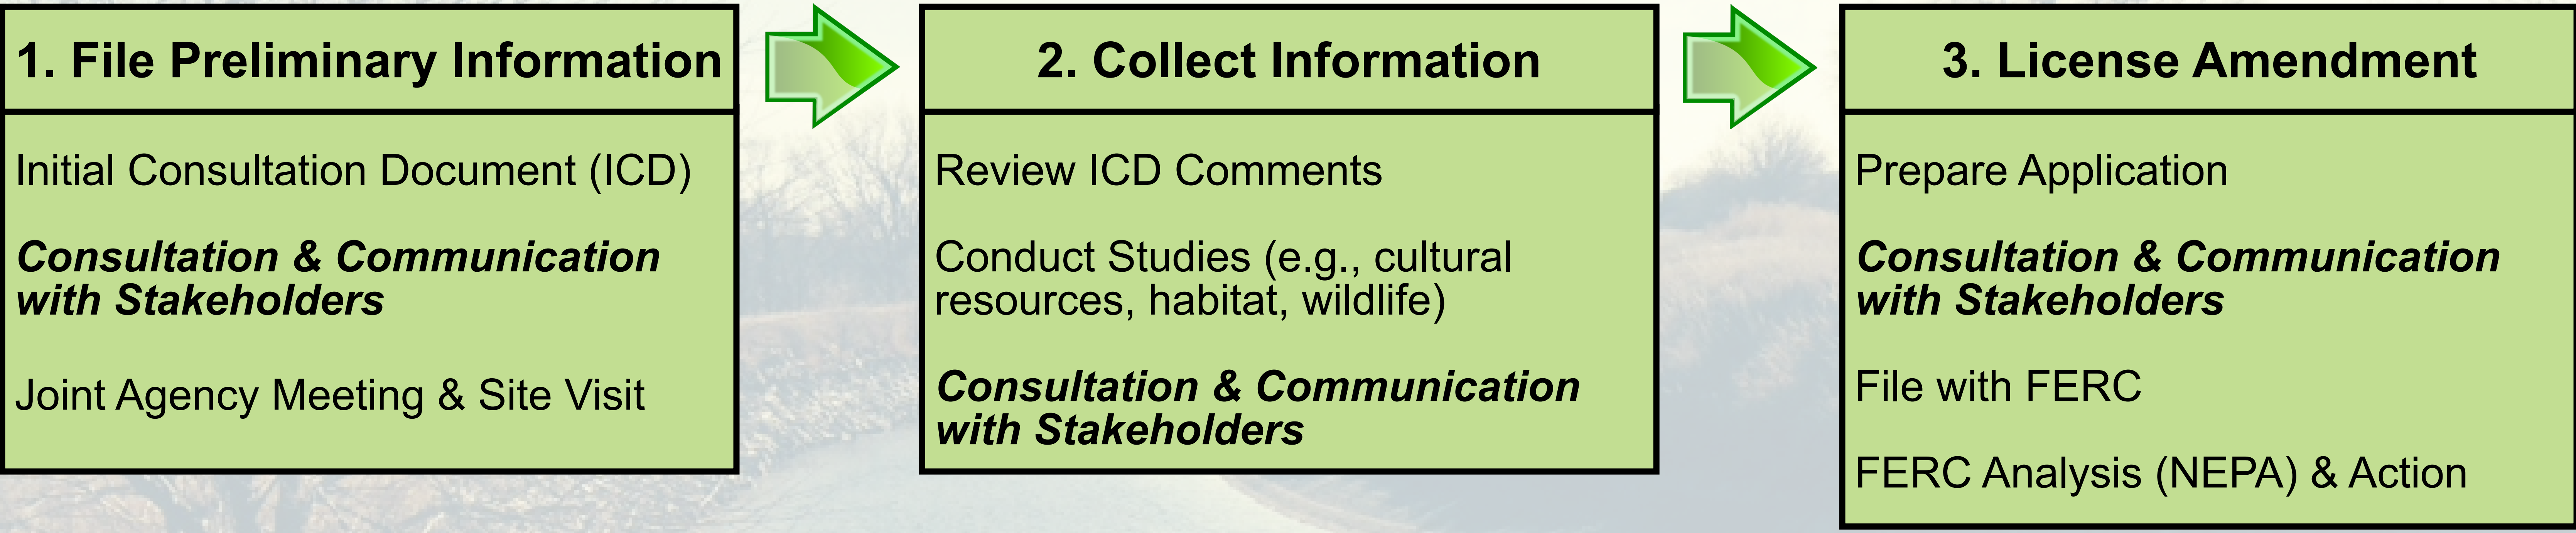 1. File Preliminary Information
Initial Consultation Document (ICD)
Consultation & Communication
with Stakeholders
Joint Agency Meeting & Site Visit
2. Collect Information
Review ICD Comments
Conduct Studies (e.g., cultural
resources, habitat, wildlife)
Consultation & Communication
with Stakeholders
3. License Amendment
Prepare Application
Consultation & Communication
with Stakeholders
File with FERC
FERC Analysis (NEPA) & Action